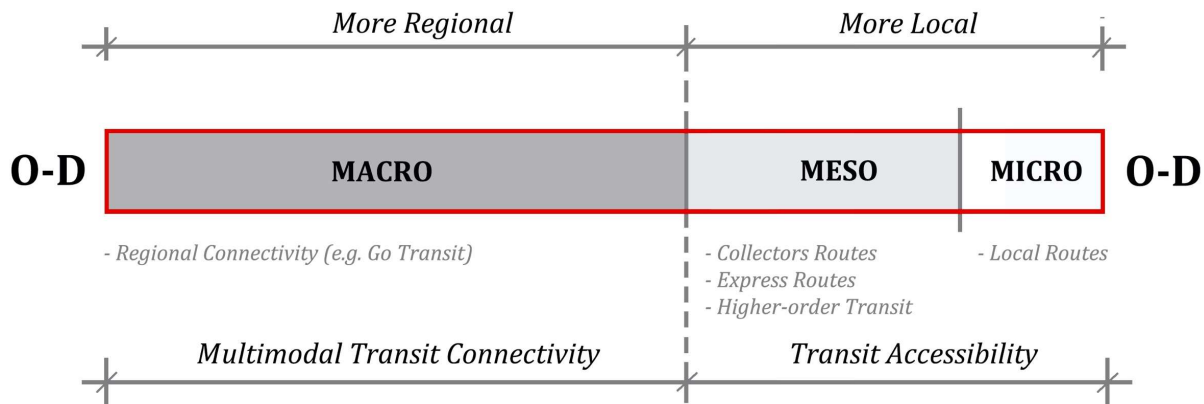 More Regional
More Local
O-D
MACRO
MESO
MICRO
O-D
- Regional Connectivity (e.g. Go Transit)
- Collectors Routes
- Express Routes
- Higher-order Transit
- Local Routes
Multimodal Transit Connectivity
Transit Accessibility